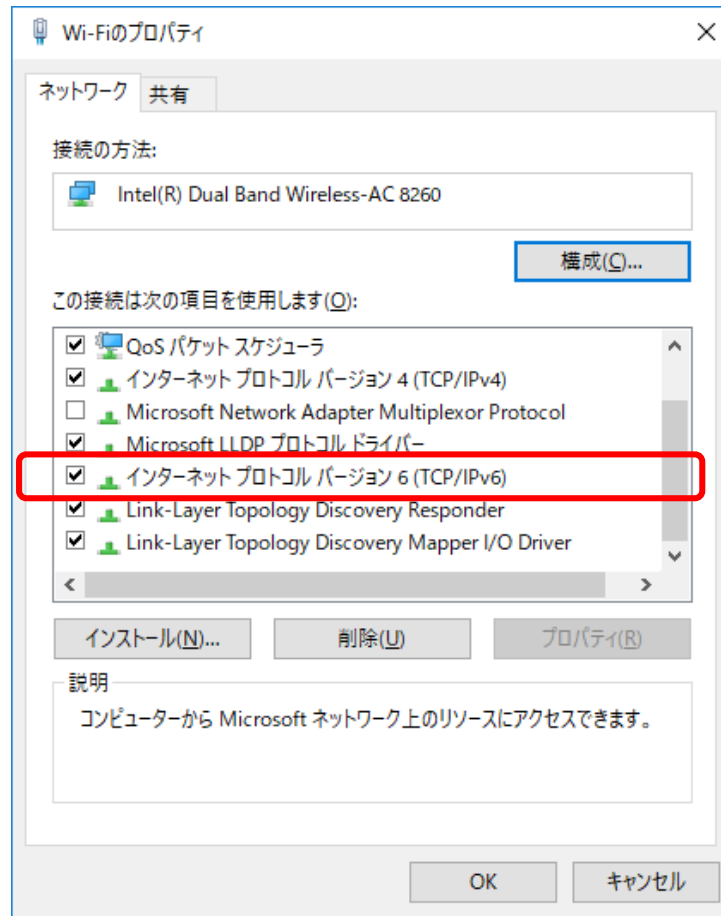 Wi-Fiのプロパティ
ネットワーク 共有
接続の方法:
Intel(R) Dual Band Wireless-AC 8260
構成(C)...
この接続は次の項目を使用します(O):
QoS パケット スケジューラ
インターネット プロトコル バージョン 4 (TCP/IPv4)
Microsoft Network Adapter Multiplexor Protocol
Microsoft LLDP プロトコル ドライバー
インターネット プロトコル バージョン 6 (TCP/IPv6)
Link-Layer Topology Discovery Responder
Link-Layer Topology Discovery Mapper I/O Driver
インストール(N)... 削除(U) プロパティ(R)
説明
コンピューターから Microsoft ネットワーク上のリソースにアクセスできます。
OK キャンセル